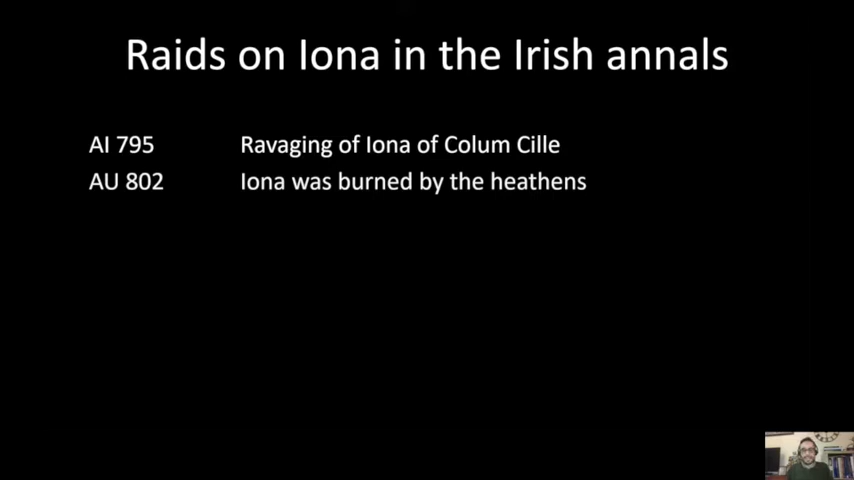 Raids on Iona in the Irish annals
AI 795 Ravaging of Iona of Colum Cille
AU 802 Iona was burned by the heathens